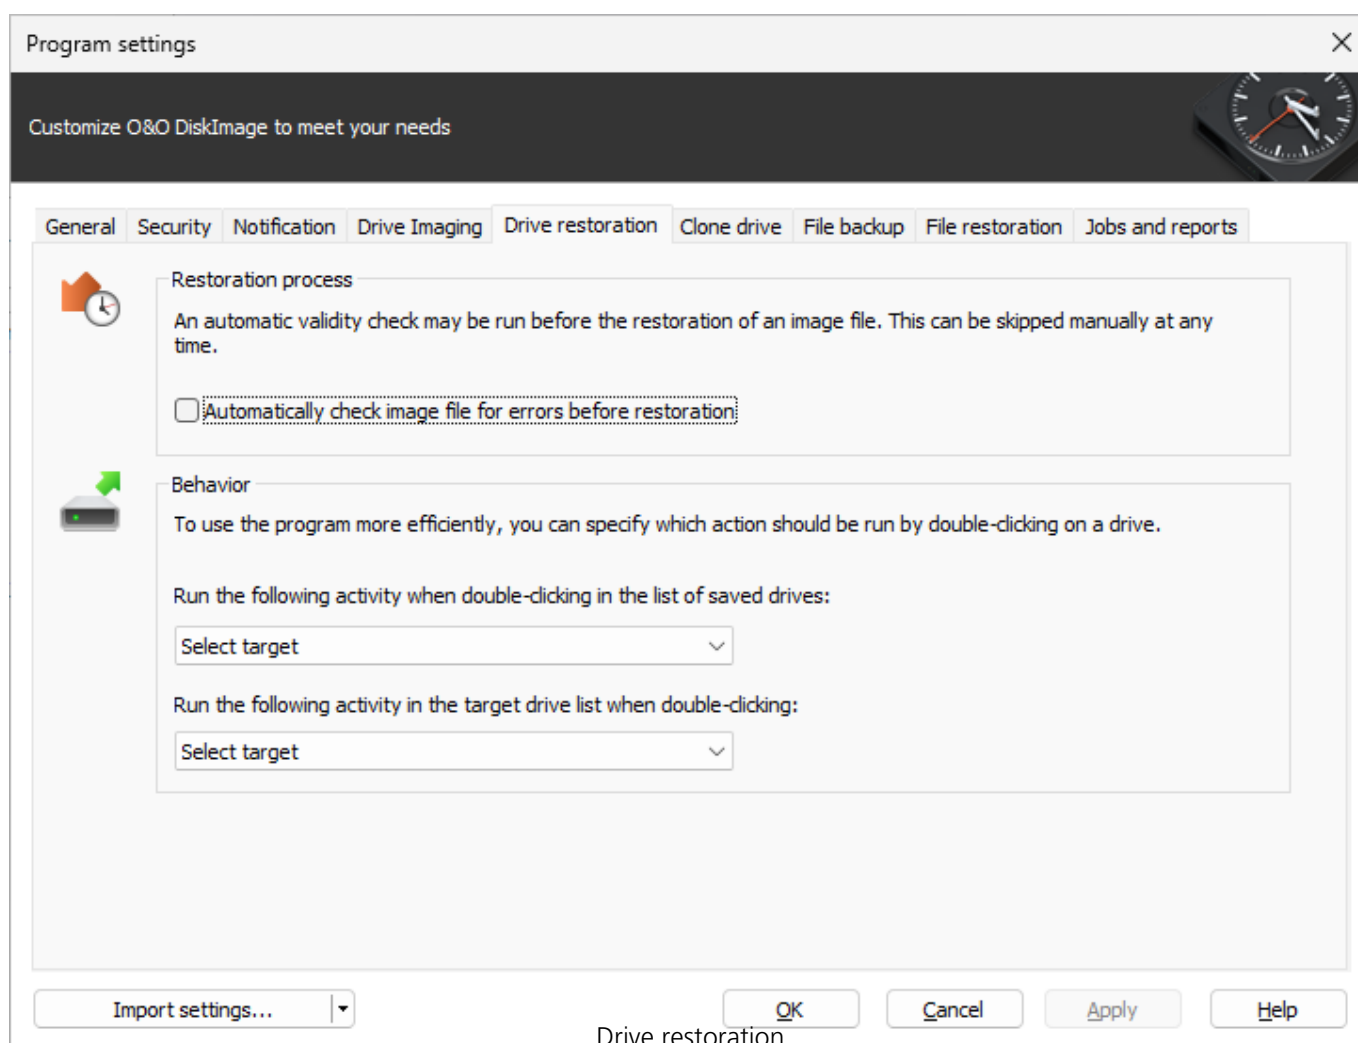 Program settings
Customize O&O DiskImage to meet your needs
General Security Notification Drive Imaging Drive restoration Clone drive File backup File restoration Jobs and reports
Restoration process
An automatic validity check may be run before the restoration of an image file. This can be skipped manually at any
time.
Automatically check image file for errors before restoration
Behavior
To use the program more efficiently, you can specify which action should be run by double-clicking on a drive.
Run the following activity when double-clicking in the list of saved drives:
Select target
Run the following activity in the target drive list when double-clicking:
Select target
Import settings... OK Cancel Apply Help
Drive restoration